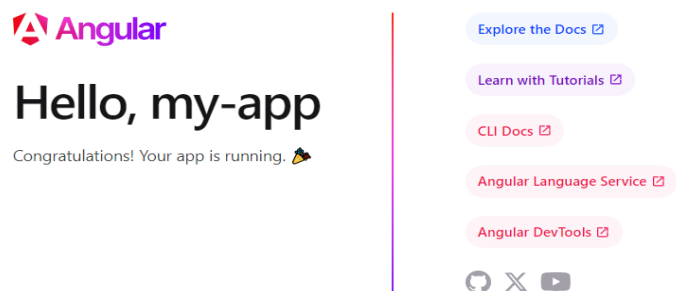 Angular
Hello, my-app
Congratulations! Your app is running. 🎉
Explore the Docs
Learn with Tutorials
CLI Docs
Angular Language Service
Angular DevTools